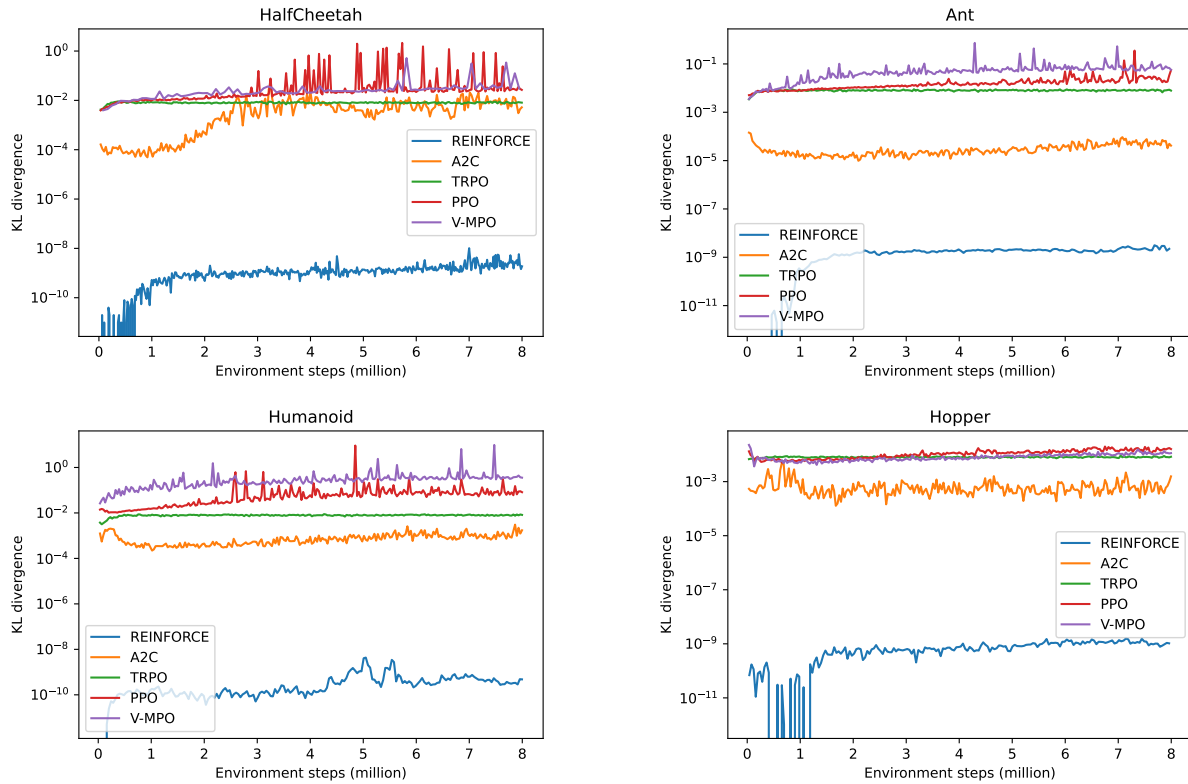 HalfCheetah
KL divergence
10^0
10^-2
10^-4
10^-6
10^-8
10^-10
REINFORCE
A2C
TRPO
PPO
V-MPO
0 1 2 3 4 5 6 7 8
Environment steps (million)
Ant
KL divergence
10^-1
10^-3
10^-5
10^-7
10^-9
10^-11
REINFORCE
A2C
TRPO
PPO
V-MPO
0 1 2 3 4 5 6 7 8
Environment steps (million)
Humanoid
KL divergence
10^0
10^-2
10^-4
10^-6
10^-8
10^-10
REINFORCE
A2C
TRPO
PPO
V-MPO
0 1 2 3 4 5 6 7 8
Environment steps (million)
Hopper
KL divergence
10^-3
10^-5
10^-7
10^-9
10^-11
REINFORCE
A2C
TRPO
PPO
V-MPO
0 1 2 3 4 5 6 7 8
Environment steps (million)